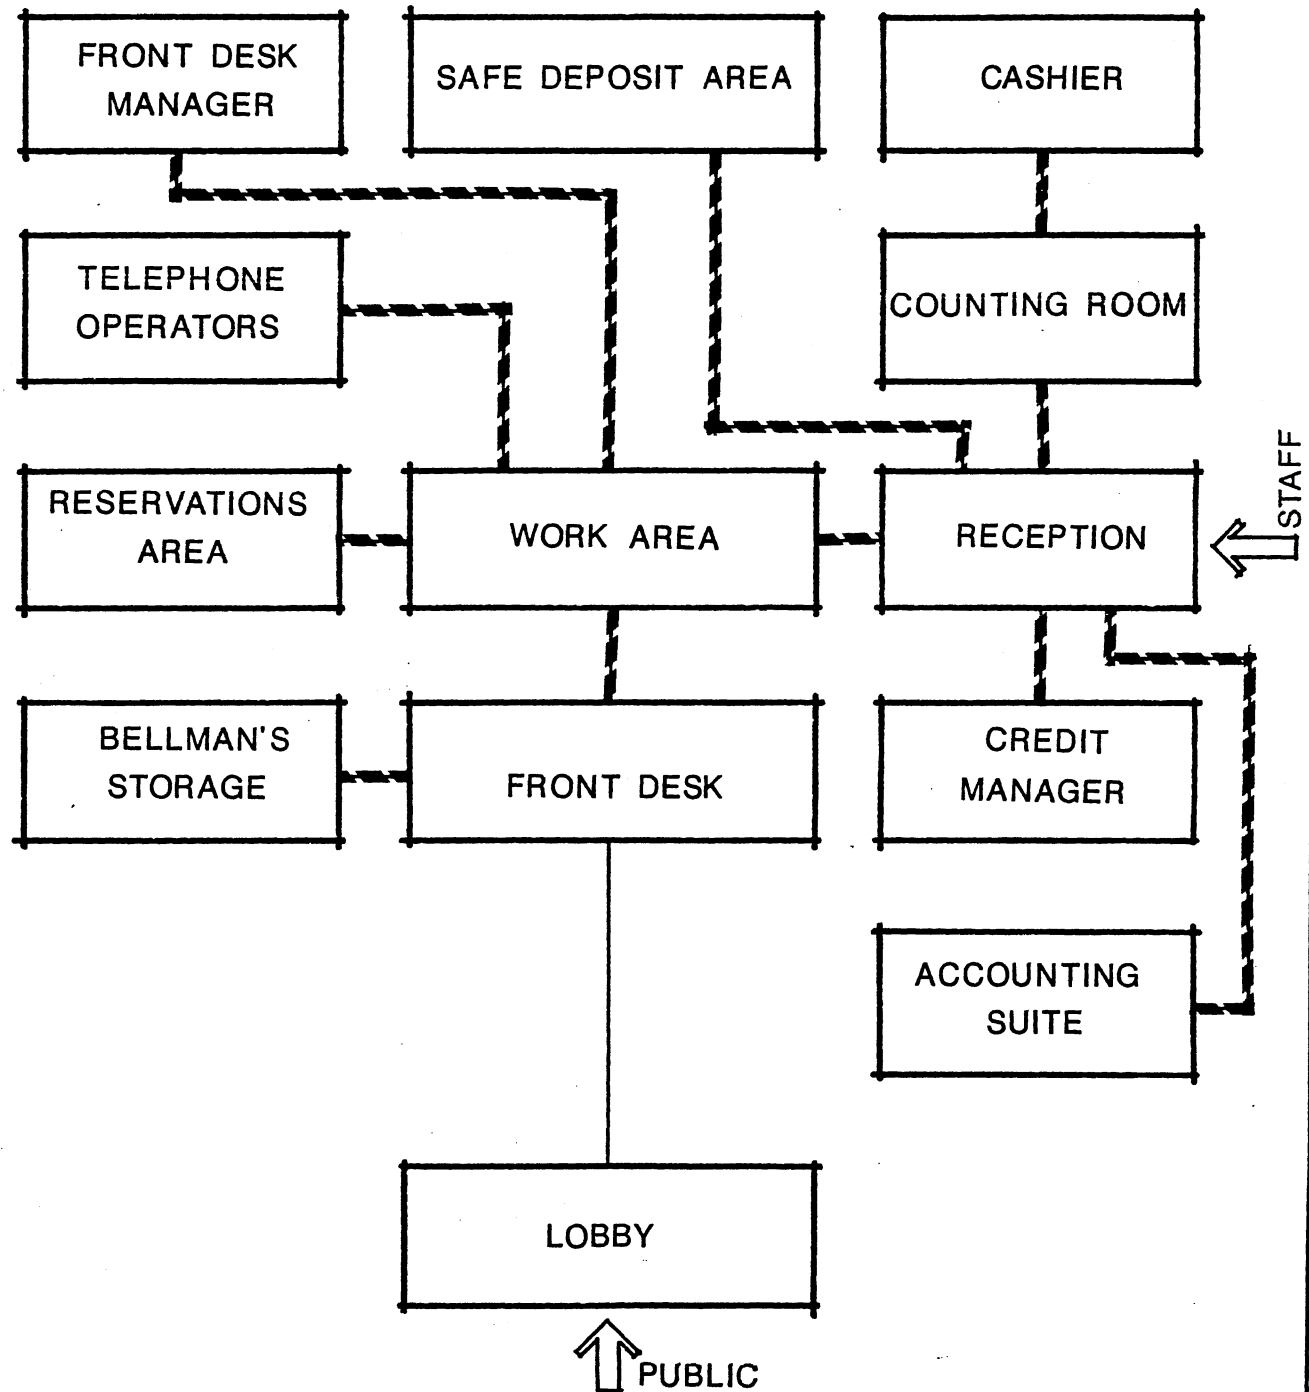 FRONT DESK
MANAGER
SAFE DEPOSIT AREA
CASHIER
TELEPHONE
OPERATORS
COUNTING ROOM
RESERVATIONS
AREA
WORK AREA
RECEPTION
STAFF
BELLMAN'S
STORAGE
FRONT DESK
CREDIT
MANAGER
ACCOUNTING
SUITE
LOBBY
PUBLIC